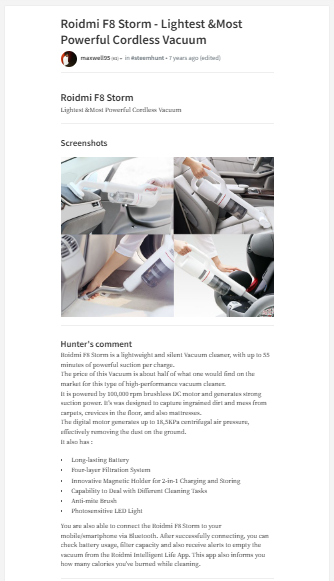 Roidmi F8 Storm - Lightest &Most
Powerful Cordless Vacuum
maxwell95 (61) • in #steemhunt • 7 years ago (edited)
Roidmi F8 Storm
Lightest &Most Powerful Cordless Vacuum
Screenshots
Hunter's comment
Roidmi F8 Storm is a lightweight and silent Vacuum cleaner, with up to 55
minutes of powerful suction per charge.
The price of this Vacuum is about half of what one would find on the
market for this type of high-performance vacuum cleaner.
It is powered by 100,000 rpm brushless DC motor and generates strong
suction power. It's was designed to capture ingrained dirt and mess from
carpets, crevices in the floor, and also mattresses.
The digital motor generates up to 18,5KPa centrifugal air pressure,
effectively removing the dust on the ground.
It also has :
• Long-lasting Battery
• Four-layer Filtration System
• Innovative Magnetic Holder for 2-in-1 Charging and Storing
• Capability to Deal with Different Cleaning Tasks
• Anti-mite Brush
• Photosensitive LED Light
You are also able to connect the Roidmi F8 Storm to your
mobile/smartphone via Bluetooth. After successfully connecting, you can
check battery usage, filter capacity and also receive alerts to empty the
vacuum from the Roidmi Intelligent Life App. This app also informs you
how many calories you've burned while cleaning.